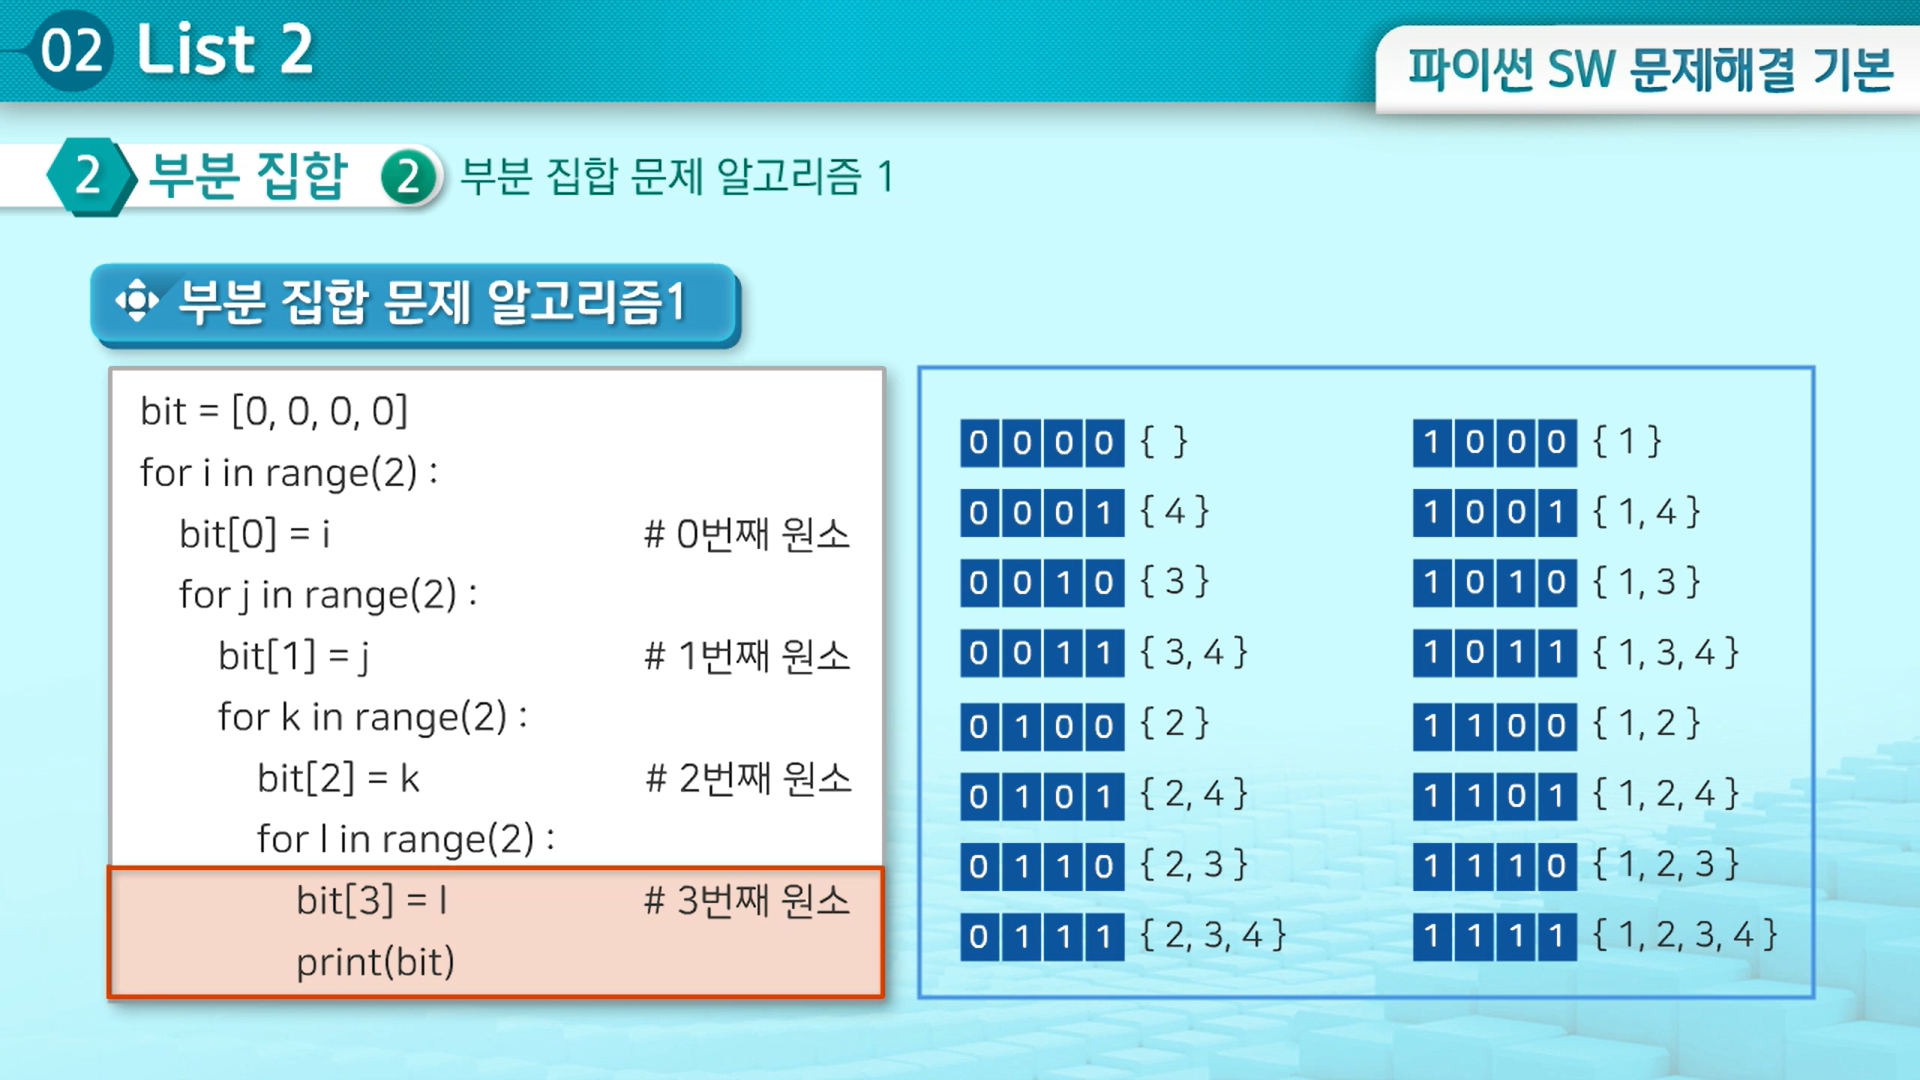 02 List 2
파이썬 SW 문제해결 기본
2 부분 집합 2 부분 집합 문제 알고리즘 1
부분 집합 문제 알고리즘1
bit = [0, 0, 0, 0]
for i in range(2) :
bit[0] = i # 0번째 원소
for j in range(2) :
bit[1] = j # 1번째 원소
for k in range(2) :
bit[2] = k # 2번째 원소
for l in range(2) :
bit[3] = l # 3번째 원소
print(bit)
0 0 0 0 { }
0 0 0 1 { 4 }
0 0 1 0 { 3 }
0 0 1 1 { 3, 4 }
0 1 0 0 { 2 }
0 1 0 1 { 2, 4 }
0 1 1 0 { 2, 3 }
0 1 1 1 { 2, 3, 4 }
1 0 0 0 { 1 }
1 0 0 1 { 1, 4 }
1 0 1 0 { 1, 3 }
1 0 1 1 { 1, 3, 4 }
1 1 0 0 { 1, 2 }
1 1 0 1 { 1, 2, 4 }
1 1 1 0 { 1, 2, 3 }
1 1 1 1 { 1, 2, 3, 4 }